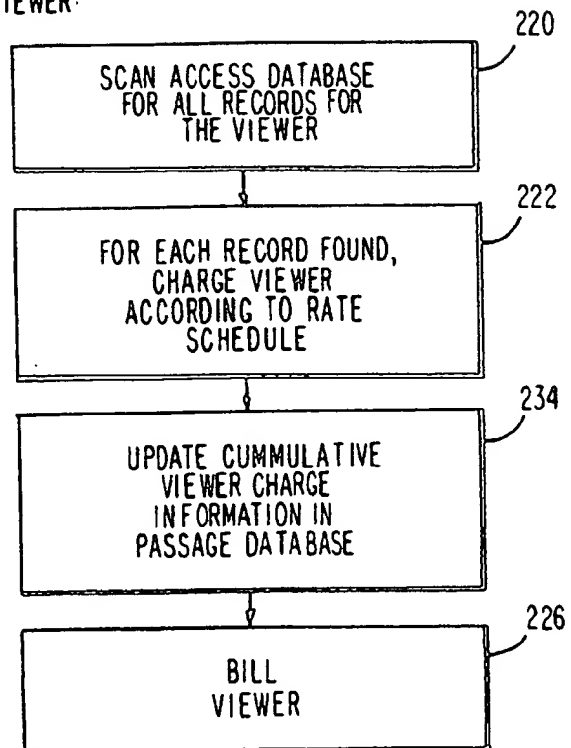 220
SCAN ACCESS DATABASE
FOR ALL RECORDS FOR
THE VIEWER
222
FOR EACH RECORD FOUND,
CHARGE VIEWER
ACCORDING TO RATE
SCHEDULE
234
UPDATE CUMMULATIVE
VIEWER CHARGE
INFORMATION IN
PASSAGE DATABASE
226
BILL
VIEWER